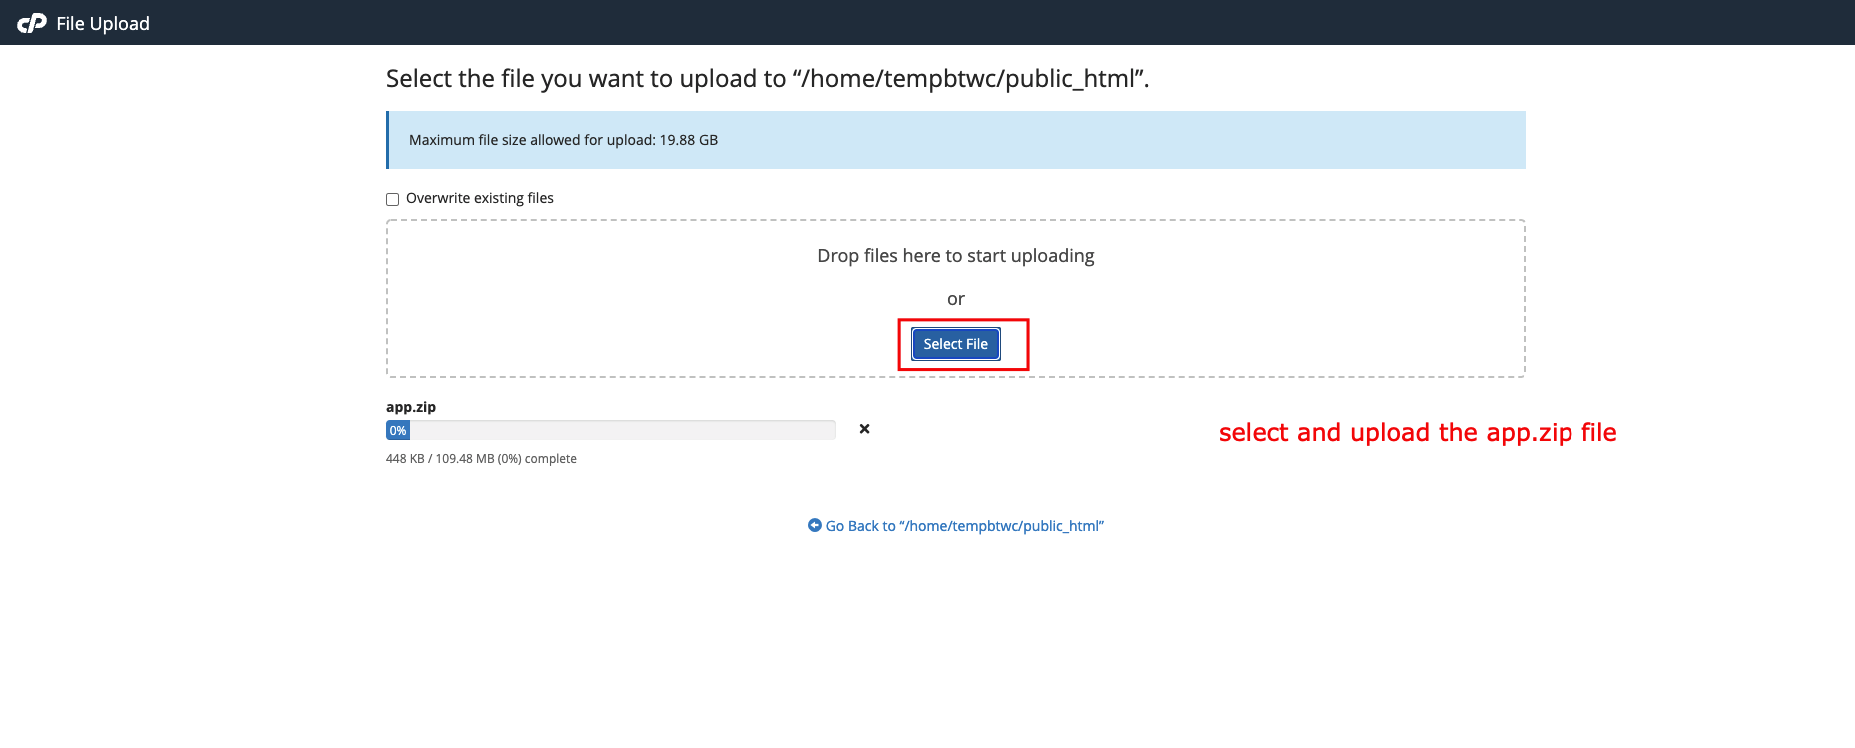 cP File Upload
Select the file you want to upload to “/home/tempbtwc/public_html”.
Maximum file size allowed for upload: 19.88 GB
Overwrite existing files
Drop files here to start uploading
or
Select File
app.zip
0%
select and upload the app.zip file
448 KB / 109.48 MB (0%) complete
Go Back to “/home/tempbtwc/public_html”